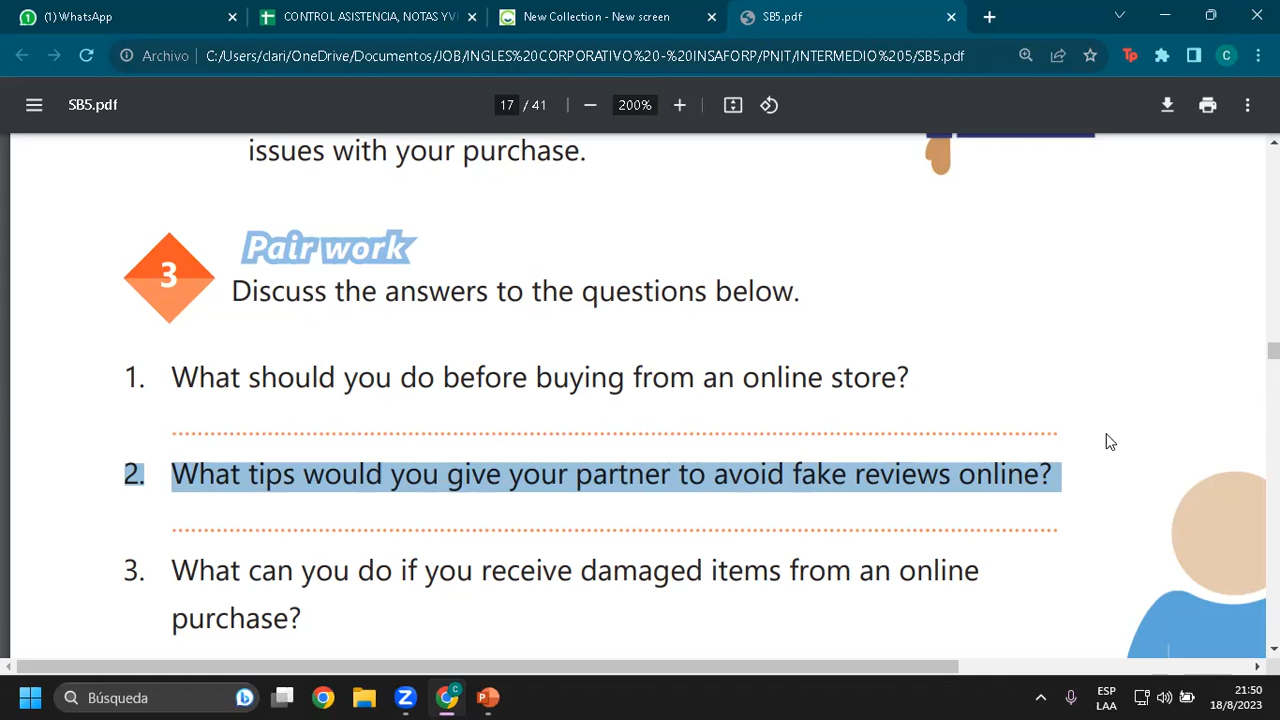 (1) WhatsApp
CONTROL ASISTENCIA, NOTAS YVI
New Collection - New screen
SB5.pdf
Archivo
C:/Users/clari/OneDrive/Documentos/JOB/INGLES%20CORPORATIVO%20-%20INSAFORP/PNIT/INTERMEDIO%205/SB5.pdf
C
SB5.pdf
17 / 41
200%
issues with your purchase.
3
Pair work
Discuss the answers to the questions below.
1. What should you do before buying from an online store?
2. What tips would you give your partner to avoid fake reviews online?
3. What can you do if you receive damaged items from an online
purchase?
Búsqueda
ESP
LAA
21:50
18/8/2023